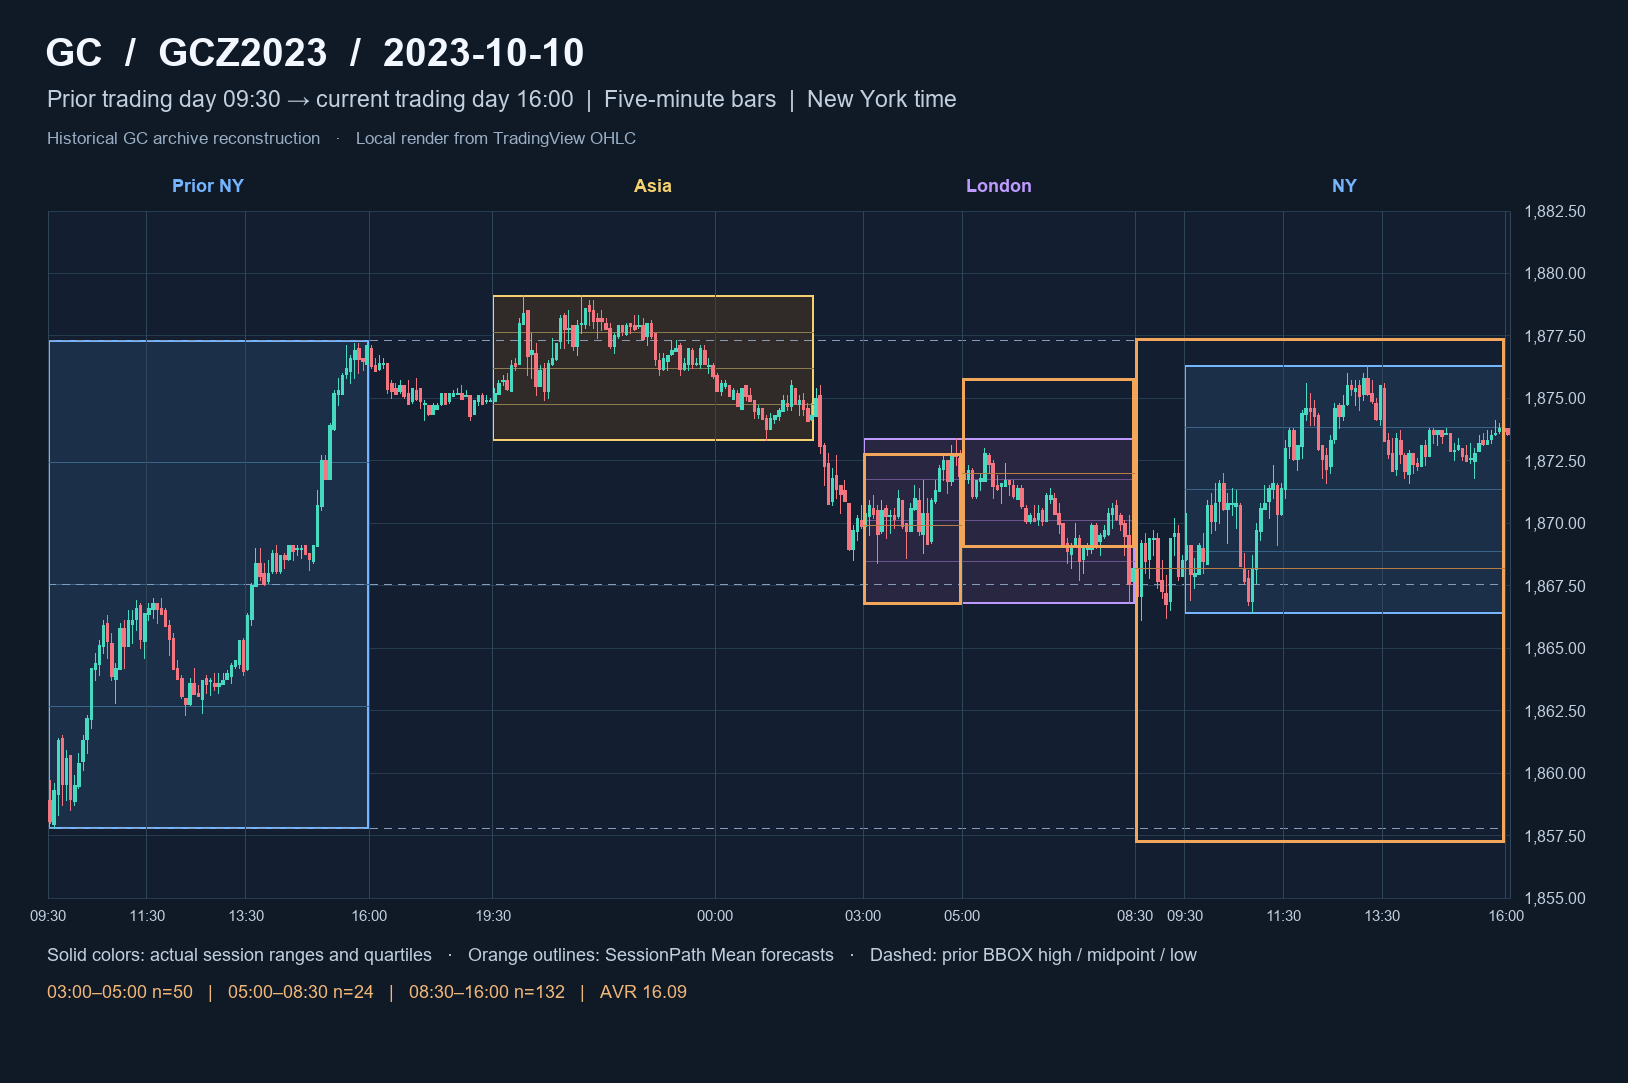 GC / GCZ2023 / 2023-10-10
Prior trading day 09:30 → current trading day 16:00 | Five-minute bars | New York time
Historical GC archive reconstruction · Local render from TradingView OHLC
Prior NY Asia London NY
1,882.50
1,880.00
1,877.50
1,875.00
1,872.50
1,870.00
1,867.50
1,865.00
1,862.50
1,860.00
1,857.50
1,855.00
09:30 11:30 13:30 16:00 19:30 00:00 03:00 05:00 08:30 09:30 11:30 13:30 16:00
Solid colors: actual session ranges and quartiles · Orange outlines: SessionPath Mean forecasts · Dashed: prior BBOX high / midpoint / low
03:00–05:00 n=50 | 05:00–08:30 n=24 | 08:30–16:00 n=132 | AVR 16.09